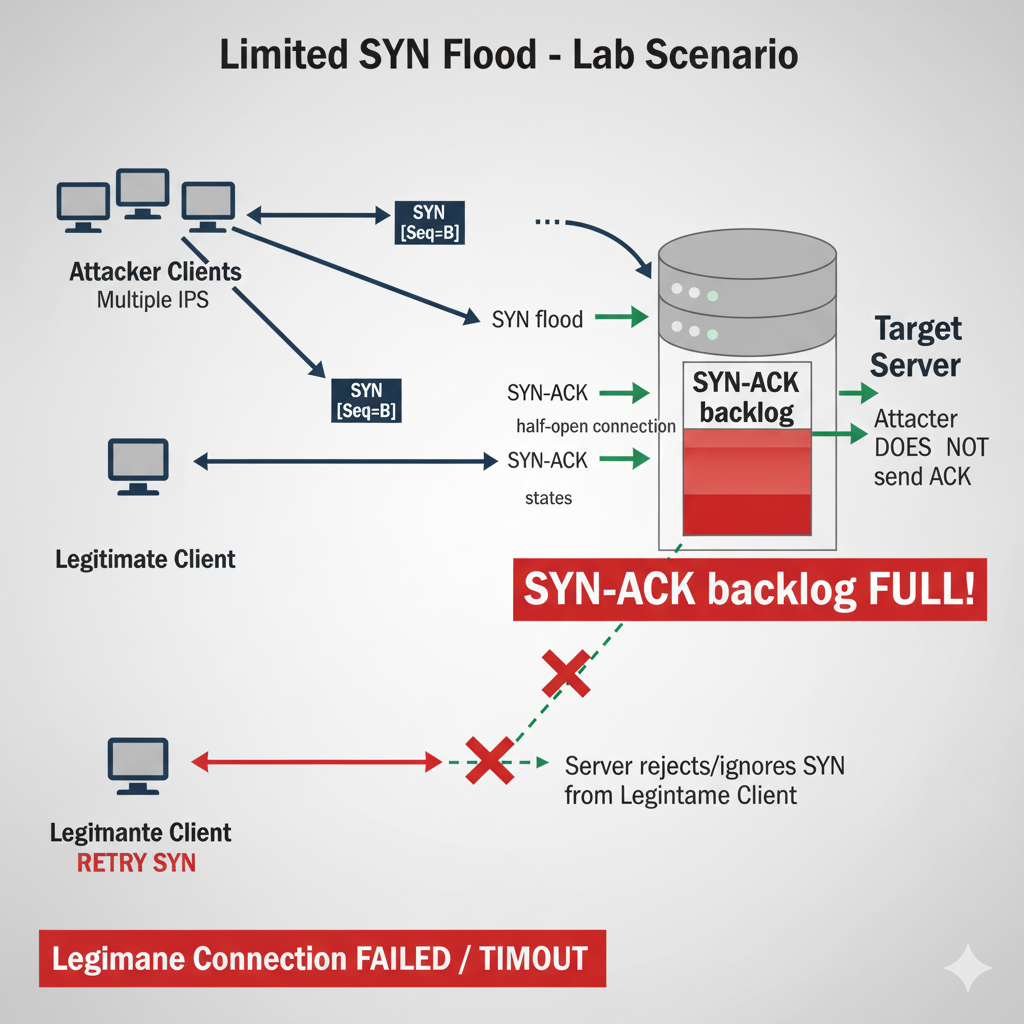 Limited SYN Flood - Lab Scenario
SYN
[Seq=B]
Attacker Clients
Multiple IPS
SYN flood
Target
Server
SYN
[Seq=B]
SYN-ACK
half-open connection
SYN-ACK
states
SYN-ACK
backlog
Attacter
DOES NOT
send ACK
Legitimate Client
SYN-ACK backlog FULL!
Server rejects/ignores SYN
from Legintame Client
Legimante Client
RETRY SYN
Legimane Connection FAILED / TIMOUT